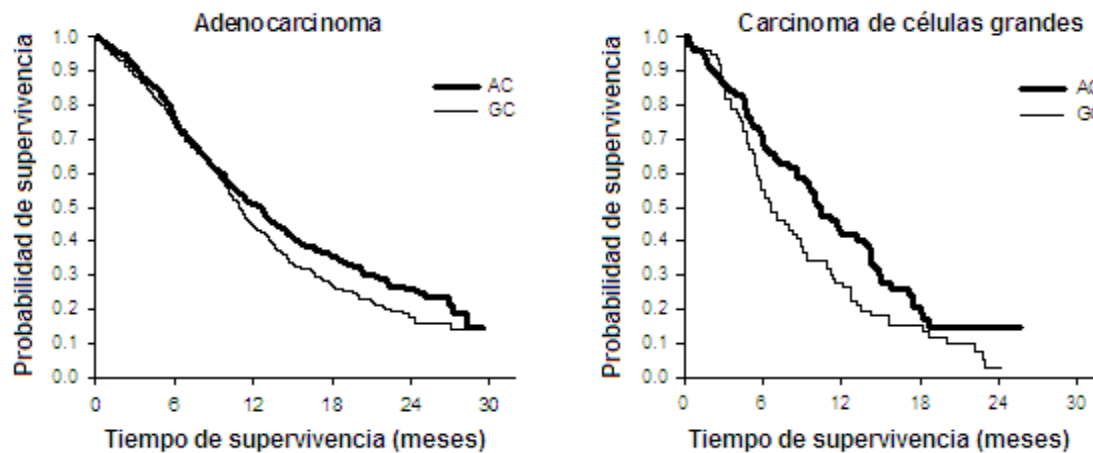 Adenocarcinoma
Probabilidad de supervivencia
1.0
0.9
0.8
0.7
0.6
0.5
0.4
0.3
0.2
0.1
0.0
AC
GC
0 6 12 18 24 30
Tiempo de supervivencia (meses)
Carcinoma de células grandes
Probabilidad de supervivencia
1.0
0.9
0.8
0.7
0.6
0.5
0.4
0.3
0.2
0.1
0.0
0 6 12 18 24 30
Tiempo de supervivencia (meses)